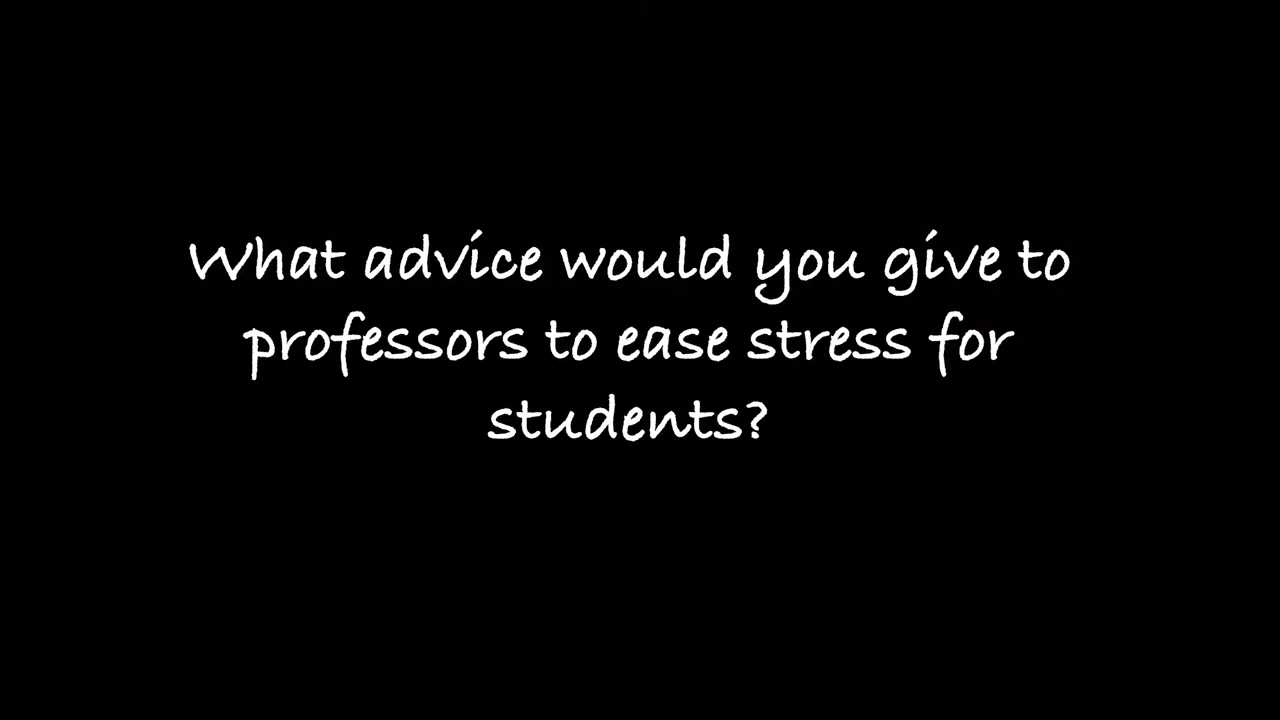 What advice would you give to
professors to ease stress for
students?